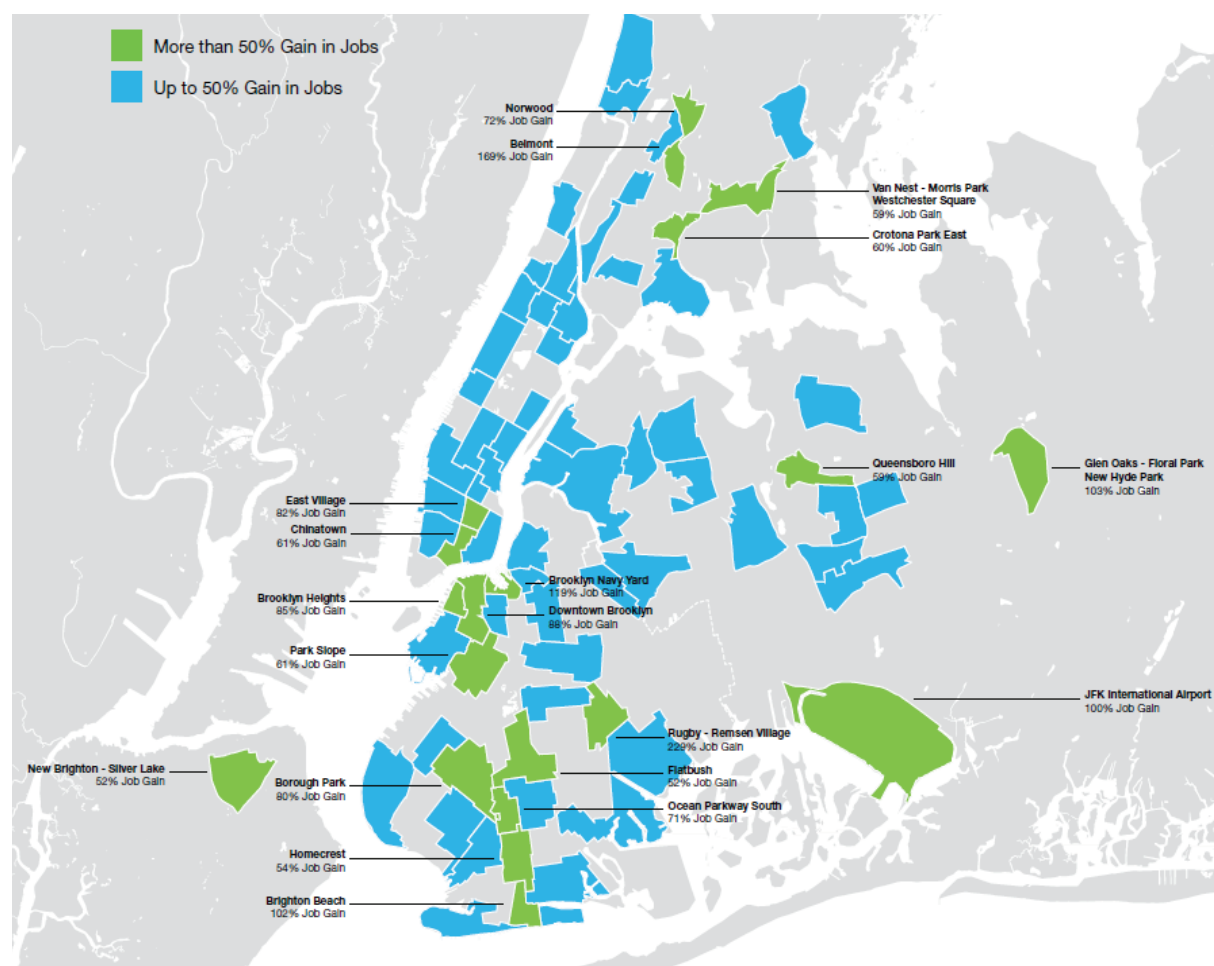 More than 50% Gain in Jobs
Up to 50% Gain in Jobs
Norwood
72% Job Gain
Belmont
169% Job Gain
Van Nest - Morris Park
Westchester Square
59% Job Gain
Crotona Park East
60% Job Gain
Queensboro Hill
59% Job Gain
Glen Oaks - Floral Park
New Hyde Park
103% Job Gain
East Village
82% Job Gain
Chinatown
61% Job Gain
Brooklyn Navy Yard
119% Job Gain
Brooklyn Heights
85% Job Gain
Downtown Brooklyn
88% Job Gain
Park Slope
61% Job Gain
JFK International Airport
100% Job Gain
Rugby - Remsen Village
229% Job Gain
New Brighton - Silver Lake
52% Job Gain
Flatbush
52% Job Gain
Borough Park
80% Job Gain
Ocean Parkway South
71% Job Gain
Homecrest
54% Job Gain
Brighton Beach
102% Job Gain